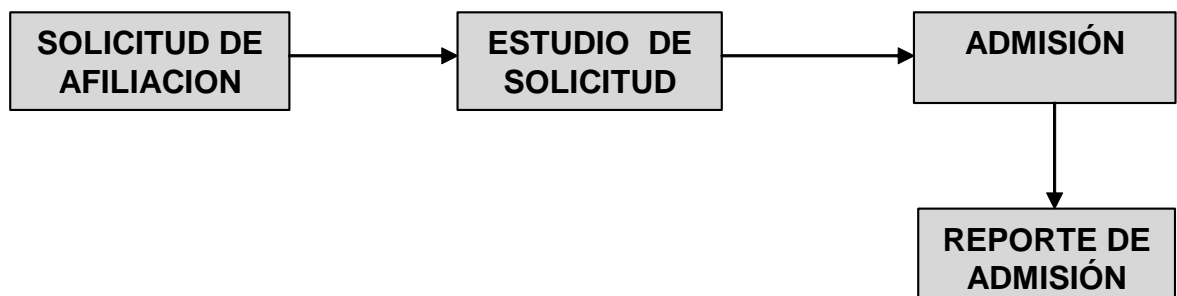 SOLICITUD DE
AFILIACION
ESTUDIO DE
SOLICITUD
ADMISIÓN
REPORTE DE
ADMISIÓN